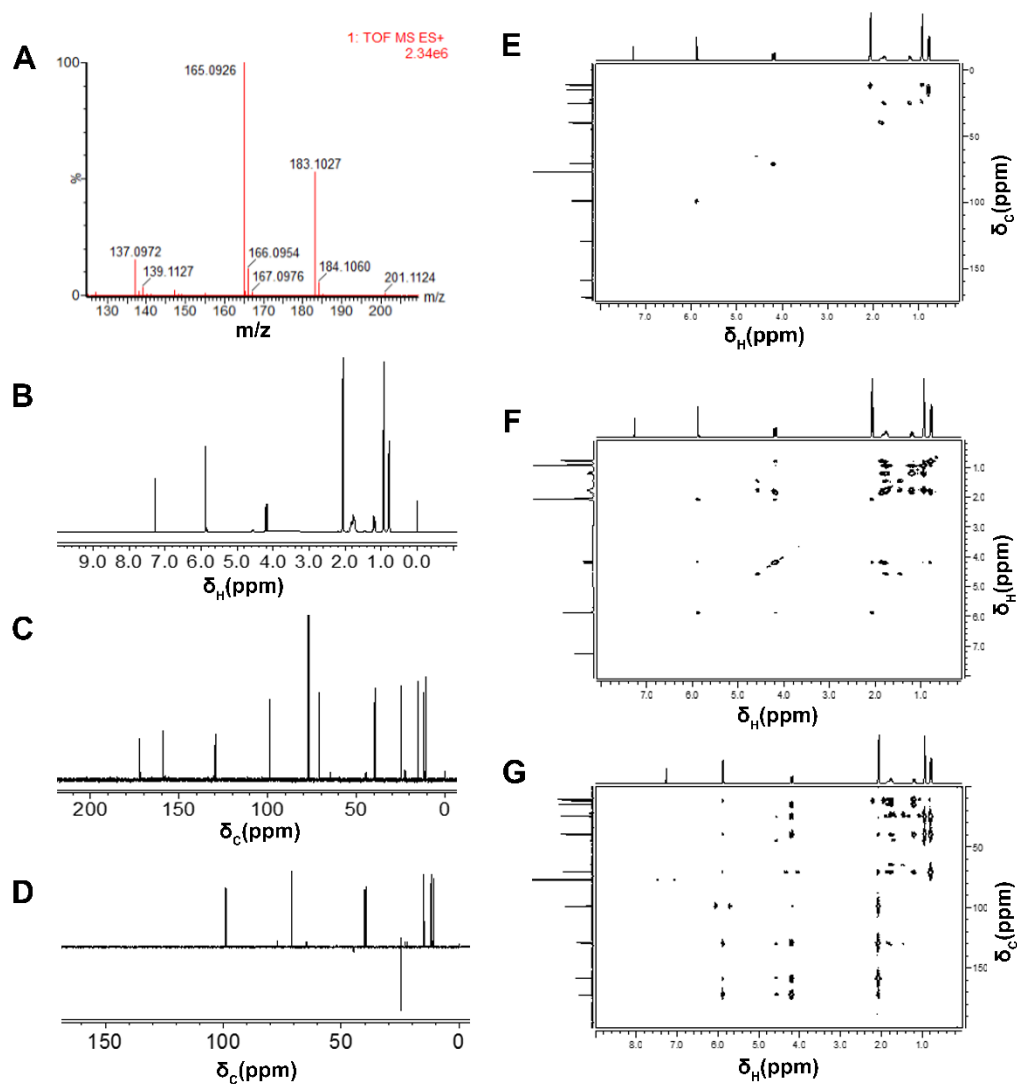 A
1: TOF MS ES+
2.34e6
100
%
0
165.0926
183.1027
137.0972
139.1127
166.0954
167.0976
184.1060
201.1124
m/z
130 140 150 160 170 180 190 200
m/z
B
9.0 8.0 7.0 6.0 5.0 4.0 3.0 2.0 1.0 0.0
δH(ppm)
C
200 150 100 50 0
δC(ppm)
D
150 100 50 0
δC(ppm)
E
0
50
100
150
δC(ppm)
7.0 6.0 5.0 4.0 3.0 2.0 1.0
δH(ppm)
F
1.0
2.0
3.0
4.0
5.0
6.0
7.0
δH(ppm)
7.0 6.0 5.0 4.0 3.0 2.0 1.0
δH(ppm)
G
50
100
150
δC(ppm)
8.0 7.0 6.0 5.0 4.0 3.0 2.0 1.0
δH(ppm)